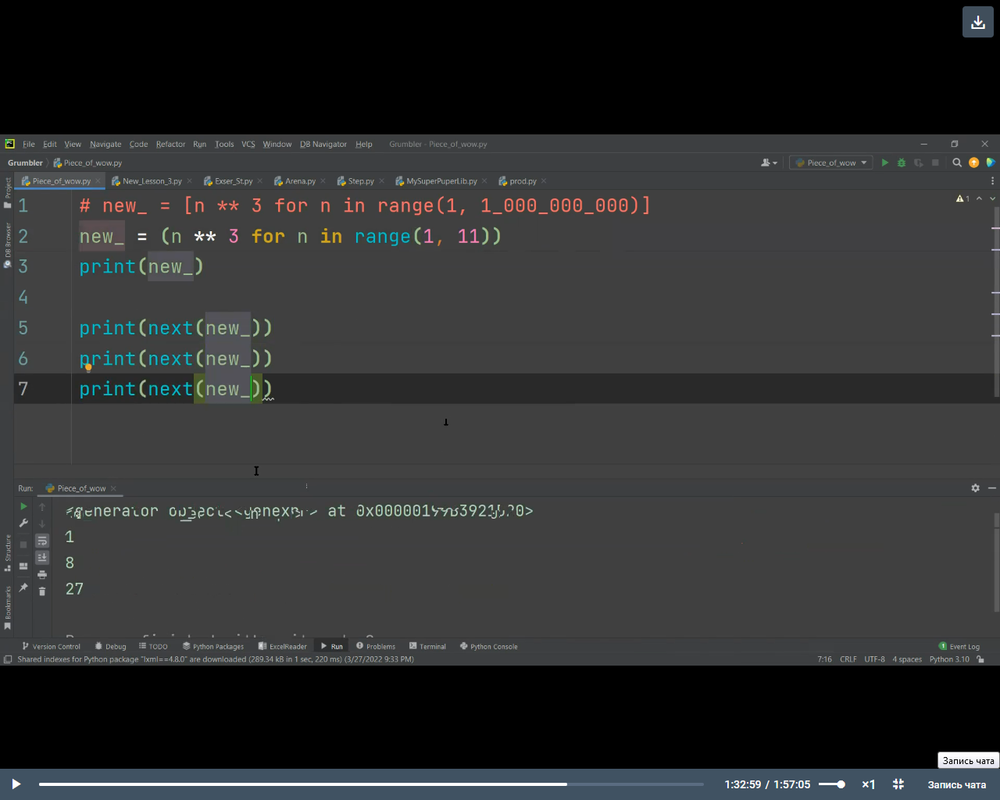 File Edit View Navigate Code Refactor Run Tools VCS Window DB Navigator Help Grumbler - Piece_of_wow.py
Grumbler Piece_of_wow.py Piece_of_wow
Piece_of_wow.py New_Lesson_3.py Exser_St.py Arena.py Step.py MySuperPuperLib.py prod.py
Project
DB Browser
1 # new_ = [n ** 3 for n in range(1, 1_000_000_000)]
1
2 new_ = (n ** 3 for n in range(1, 11))
3 print(new_)
4
5 print(next(new_))
6 print(next(new_))
7 print(next(new_))
Run: Piece_of_wow
<generator object <genexpr> at
1
8
27
Structure
Bookmarks
Version Control Debug TODO Python Packages ExcelReader Run Problems Terminal Python Console 1 Event Log
Shared indexes for Python package "lxml==4.8.0" are downloaded (289.34 kB in 1 sec, 220 ms) (3/27/2022 9:33 PM) 7:16 CRLF UTF-8 4 spaces Python 3.10
Запись чата
1:32:59 / 1:57:05 ×1 Запись чата